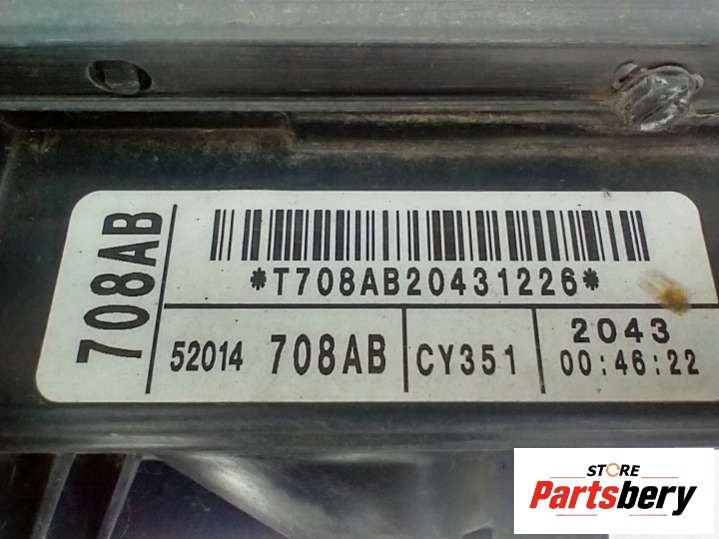 708AB
*T708AB20431226*
52014 708AB CY351 2043
00:46:22
STORE
Partsbery